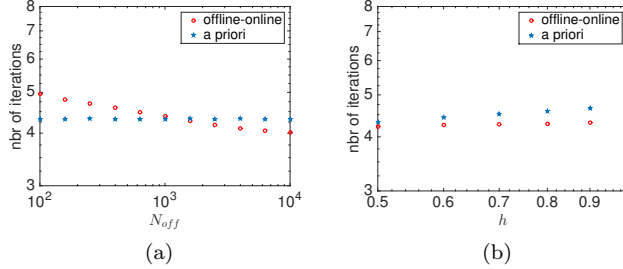 8
7
6
5
4
3
nbr of iterations
offline-online
a priori
10^2
10^3
10^4
N_{off}
(a)
8
7
6
5
4
3
nbr of iterations
offline-online
a priori
0.5
0.6
0.7
0.8
0.9
h
(b)